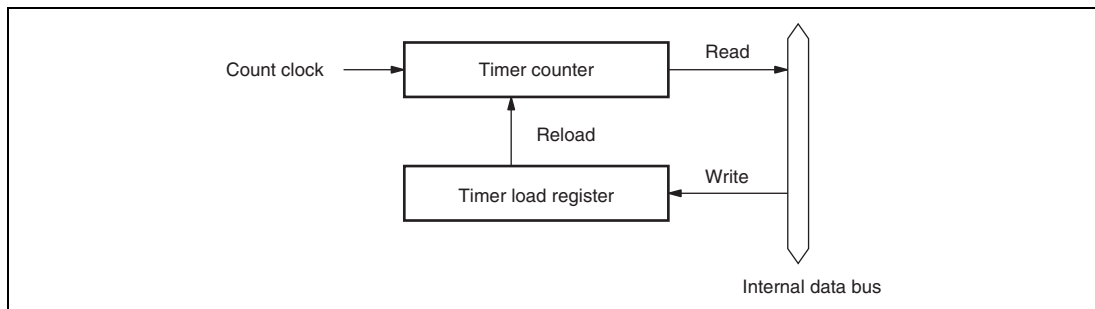 Read
Count clock
Timer counter
Reload
Write
Timer load register
Internal data bus